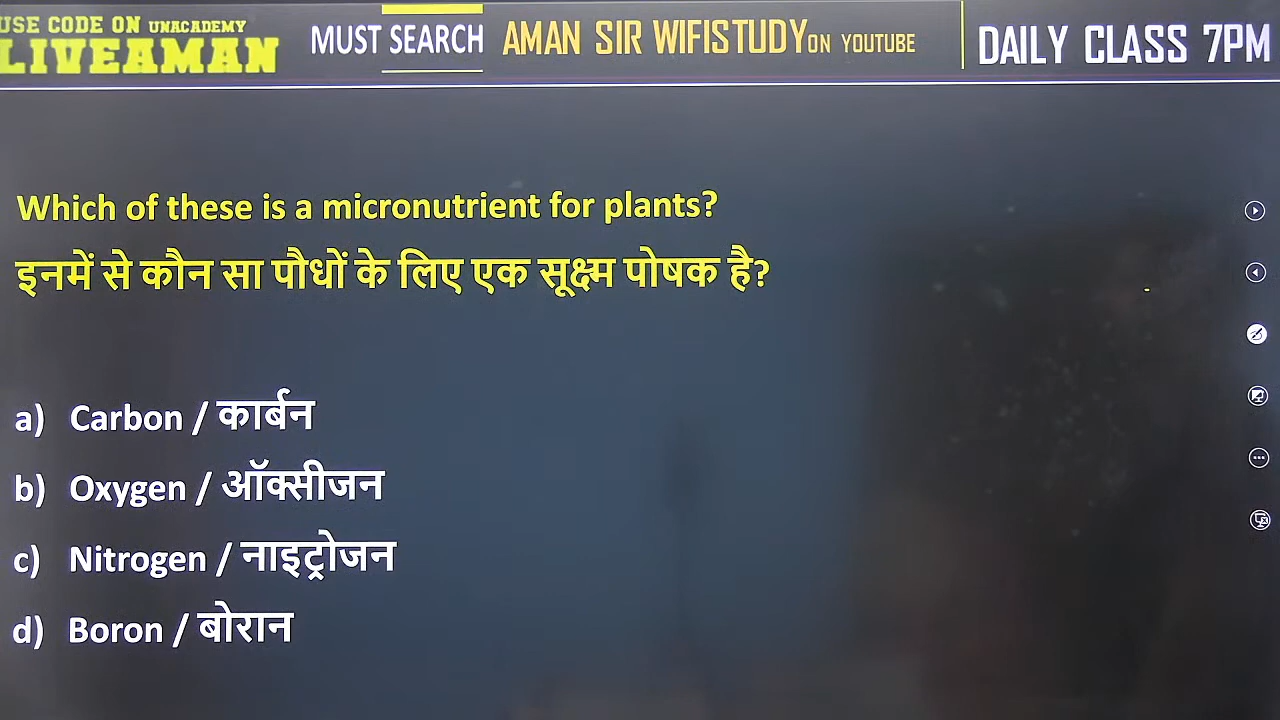 USE CODE ON UNACADEMY
LIVEAMAN
MUST SEARCH AMAN SIR WIFISTUDY ON YOUTUBE
DAILY CLASS 7PM
Which of these is a micronutrient for plants?
इनमें से कौन सा पौधों के लिए एक सूक्ष्म पोषक है?
a) Carbon / कार्बन
b) Oxygen / ऑक्सीजन
c) Nitrogen / नाइट्रोजन
d) Boron / बोरान